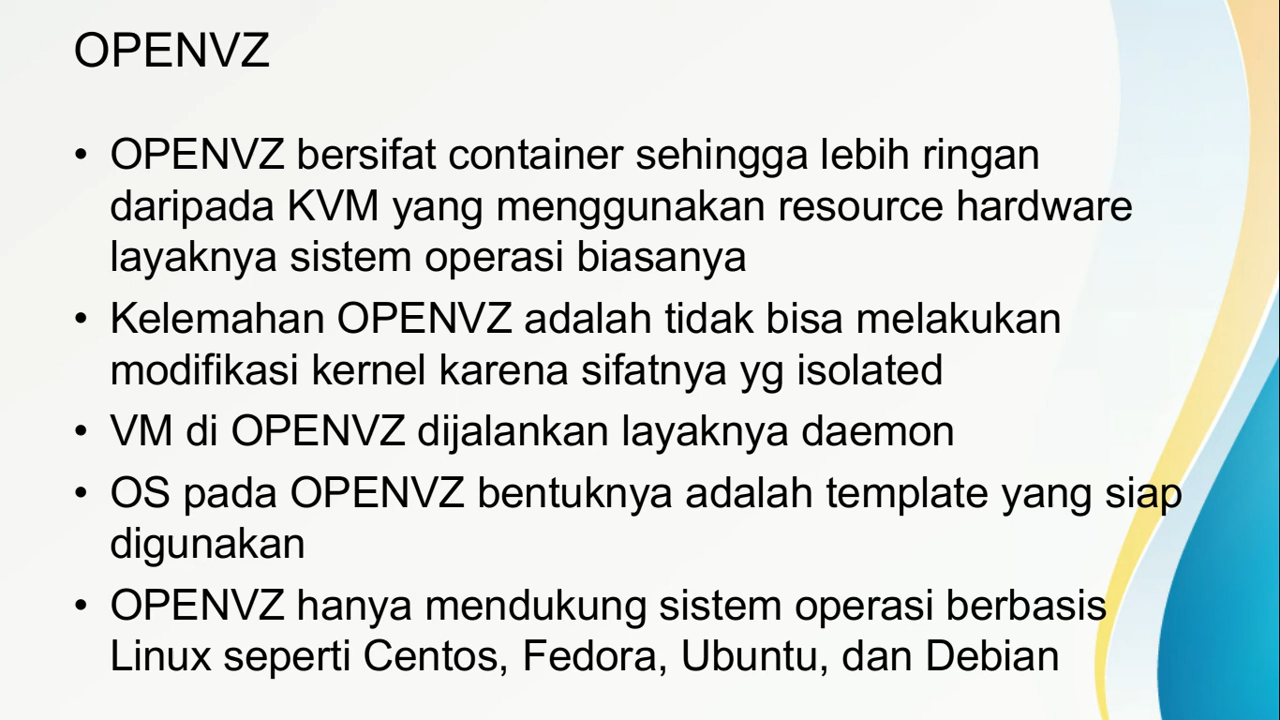 OPENVZ
• OPENVZ bersifat container sehingga lebih ringan
daripada KVM yang menggunakan resource hardware
layaknya sistem operasi biasanya
• Kelemahan OPENVZ adalah tidak bisa melakukan
modifikasi kernel karena sifatnya yg isolated
• VM di OPENVZ dijalankan layaknya daemon
• OS pada OPENVZ bentuknya adalah template yang siap
digunakan
• OPENVZ hanya mendukung sistem operasi berbasis
Linux seperti Centos, Fedora, Ubuntu, dan Debian